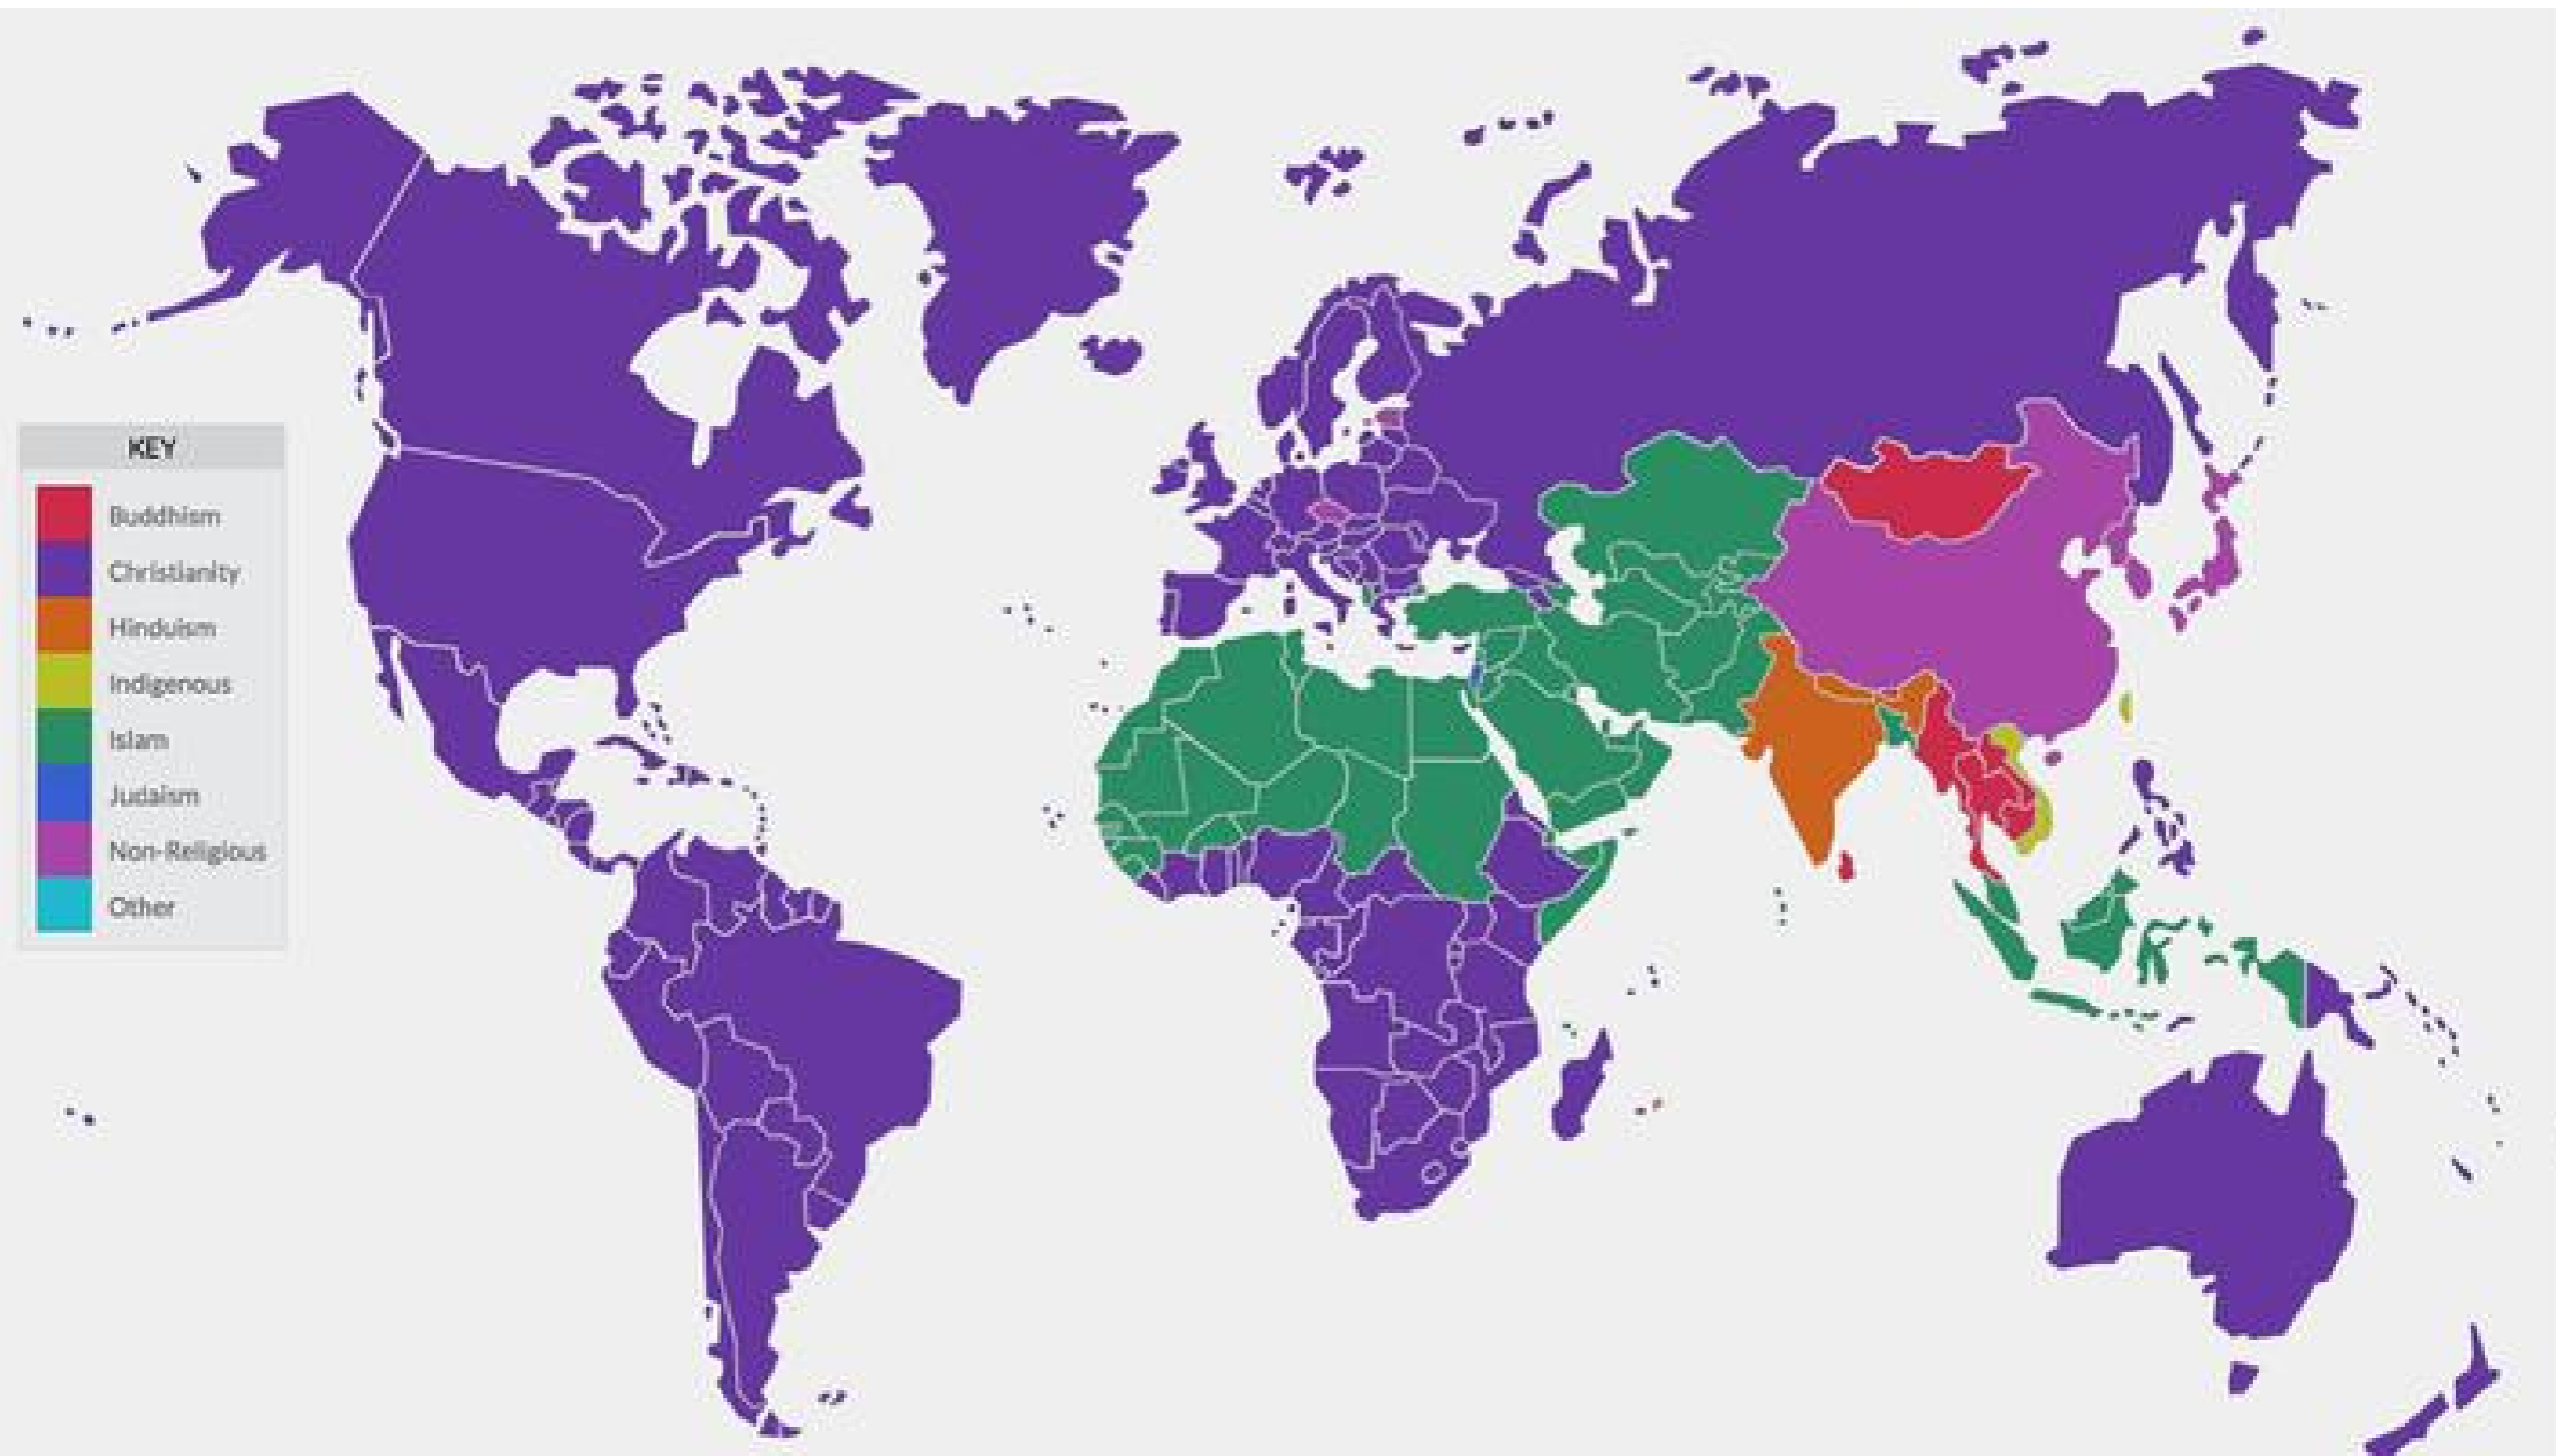 KEY
Buddhism
Christianity
Hinduism
Indigenous
Islam
Judaism
Non-Religious
Other